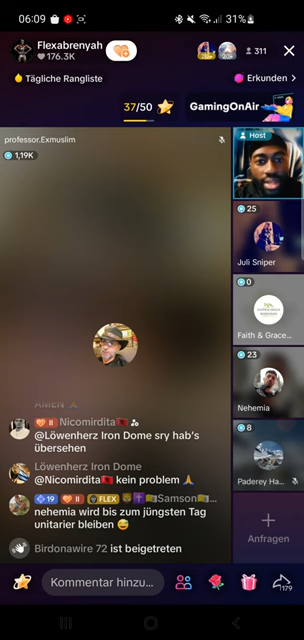 06:09
31%
Flexabrenyah
176.3K
311
Tägliche Rangliste
Erkunden >
37/50
GamingOnAir
professor.Exmuslim
1,19K
Host
25
Juli Sniper
0
Faith & Grace...
23
Nehemia
8
Paderey Ha...
Anfragen
AMEN
Nicomirdita
@Löwenherz Iron Dome sry hab's
übersehen
Löwenherz Iron Dome
@Nicomirdita kein problem 🙏
19 II FLEX Samson...
nehemia wird bis zum jüngsten Tag
unitarier bleiben 😅
Birdonawire 72 ist beigetreten
Kommentar hinzu...
179